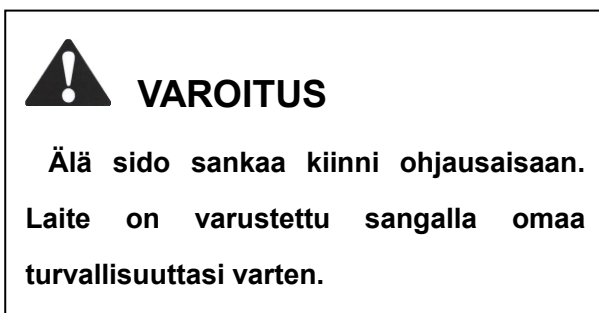 VAROITUS
Älä sido sankaa kiinni ohjausaisaan.
Laite on varustettu sangalla omaa
turvallisuuttasi varten.